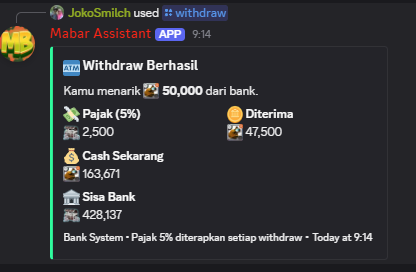 JokoSmilch used withdraw
MB
Mabar Assistant APP 9:14
ATM Withdraw Berhasil
Kamu menarik 50,000 dari bank.
Pajak (5%) Diterima
2,500 47,500
Cash Sekarang
163,671
Sisa Bank
428,137
Bank System • Pajak 5% diterapkan setiap withdraw • Today at 9:14